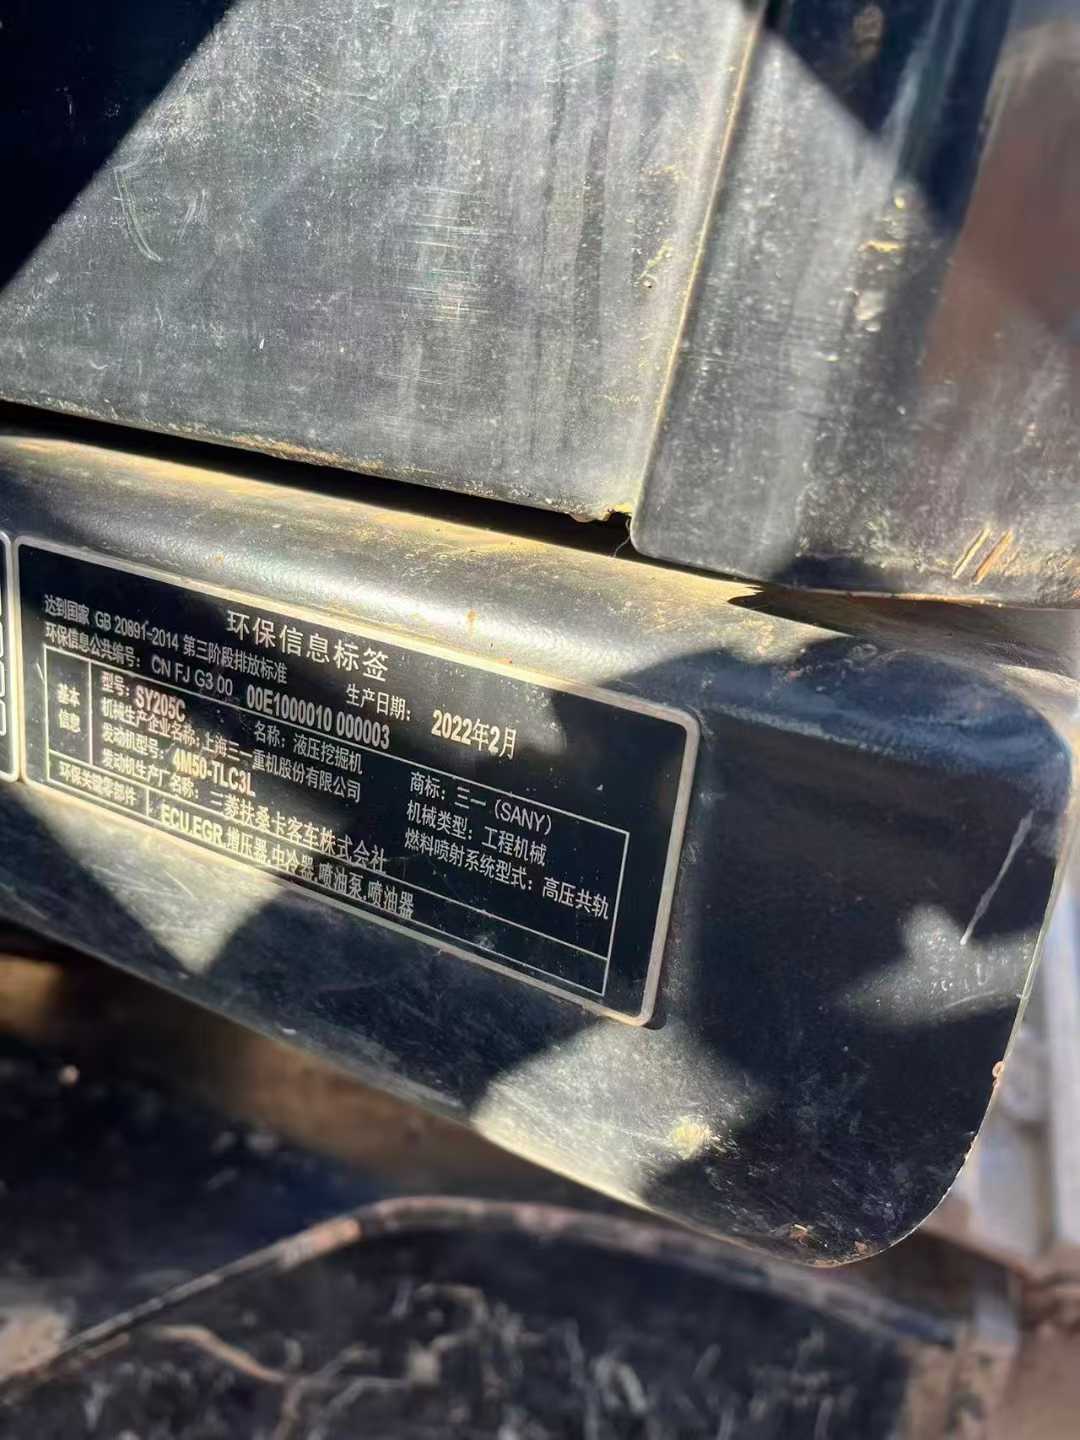 环保信息标签
达到国家 GB 20891-2014 第三阶段排放标准
环保信息公共编号： CN FJ G3 00 00E1000010 000003
生产日期： 2022年2月
基本信息
型号： SY205C
名称： 液压挖掘机
商标： 三一（SANY）
机械生产企业名称：上海三一重机股份有限公司
机械类型： 工程机械
发动机型号： 4M50-TLC3L
燃料喷射系统型式： 高压共轨
发动机生产厂名称： 三菱扶桑卡客车株式会社
环保关键零部件 ECU,EGR,增压器,中冷器,喷油泵,喷油器